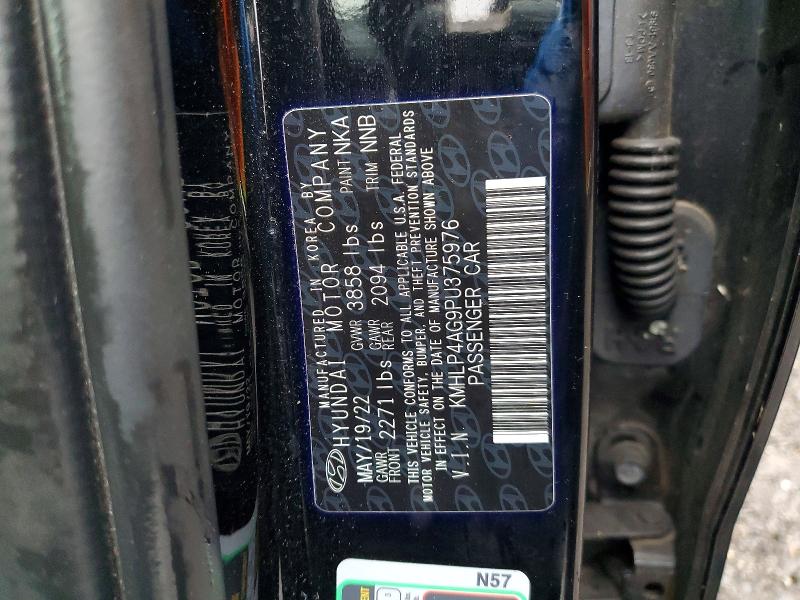 MANUFACTURED IN KOREA BY
HYUNDAI MOTOR COMPANY
MAY/19/22 GVWR 3858 lbs PAINT NKA
GAWR FRONT 2271 lbs GAWR REAR 2094 lbs TRIM NNB
THIS VEHICLE CONFORMS TO ALL APPLICABLE U.S.A. FEDERAL
MOTOR VEHICLE SAFETY, BUMPER, AND THEFT PREVENTION STANDARDS
IN EFFECT ON THE DATE OF MANUFACTURE SHOWN ABOVE
V.I.N KMHLP4AG9PU375976
PASSENGER CAR
N57